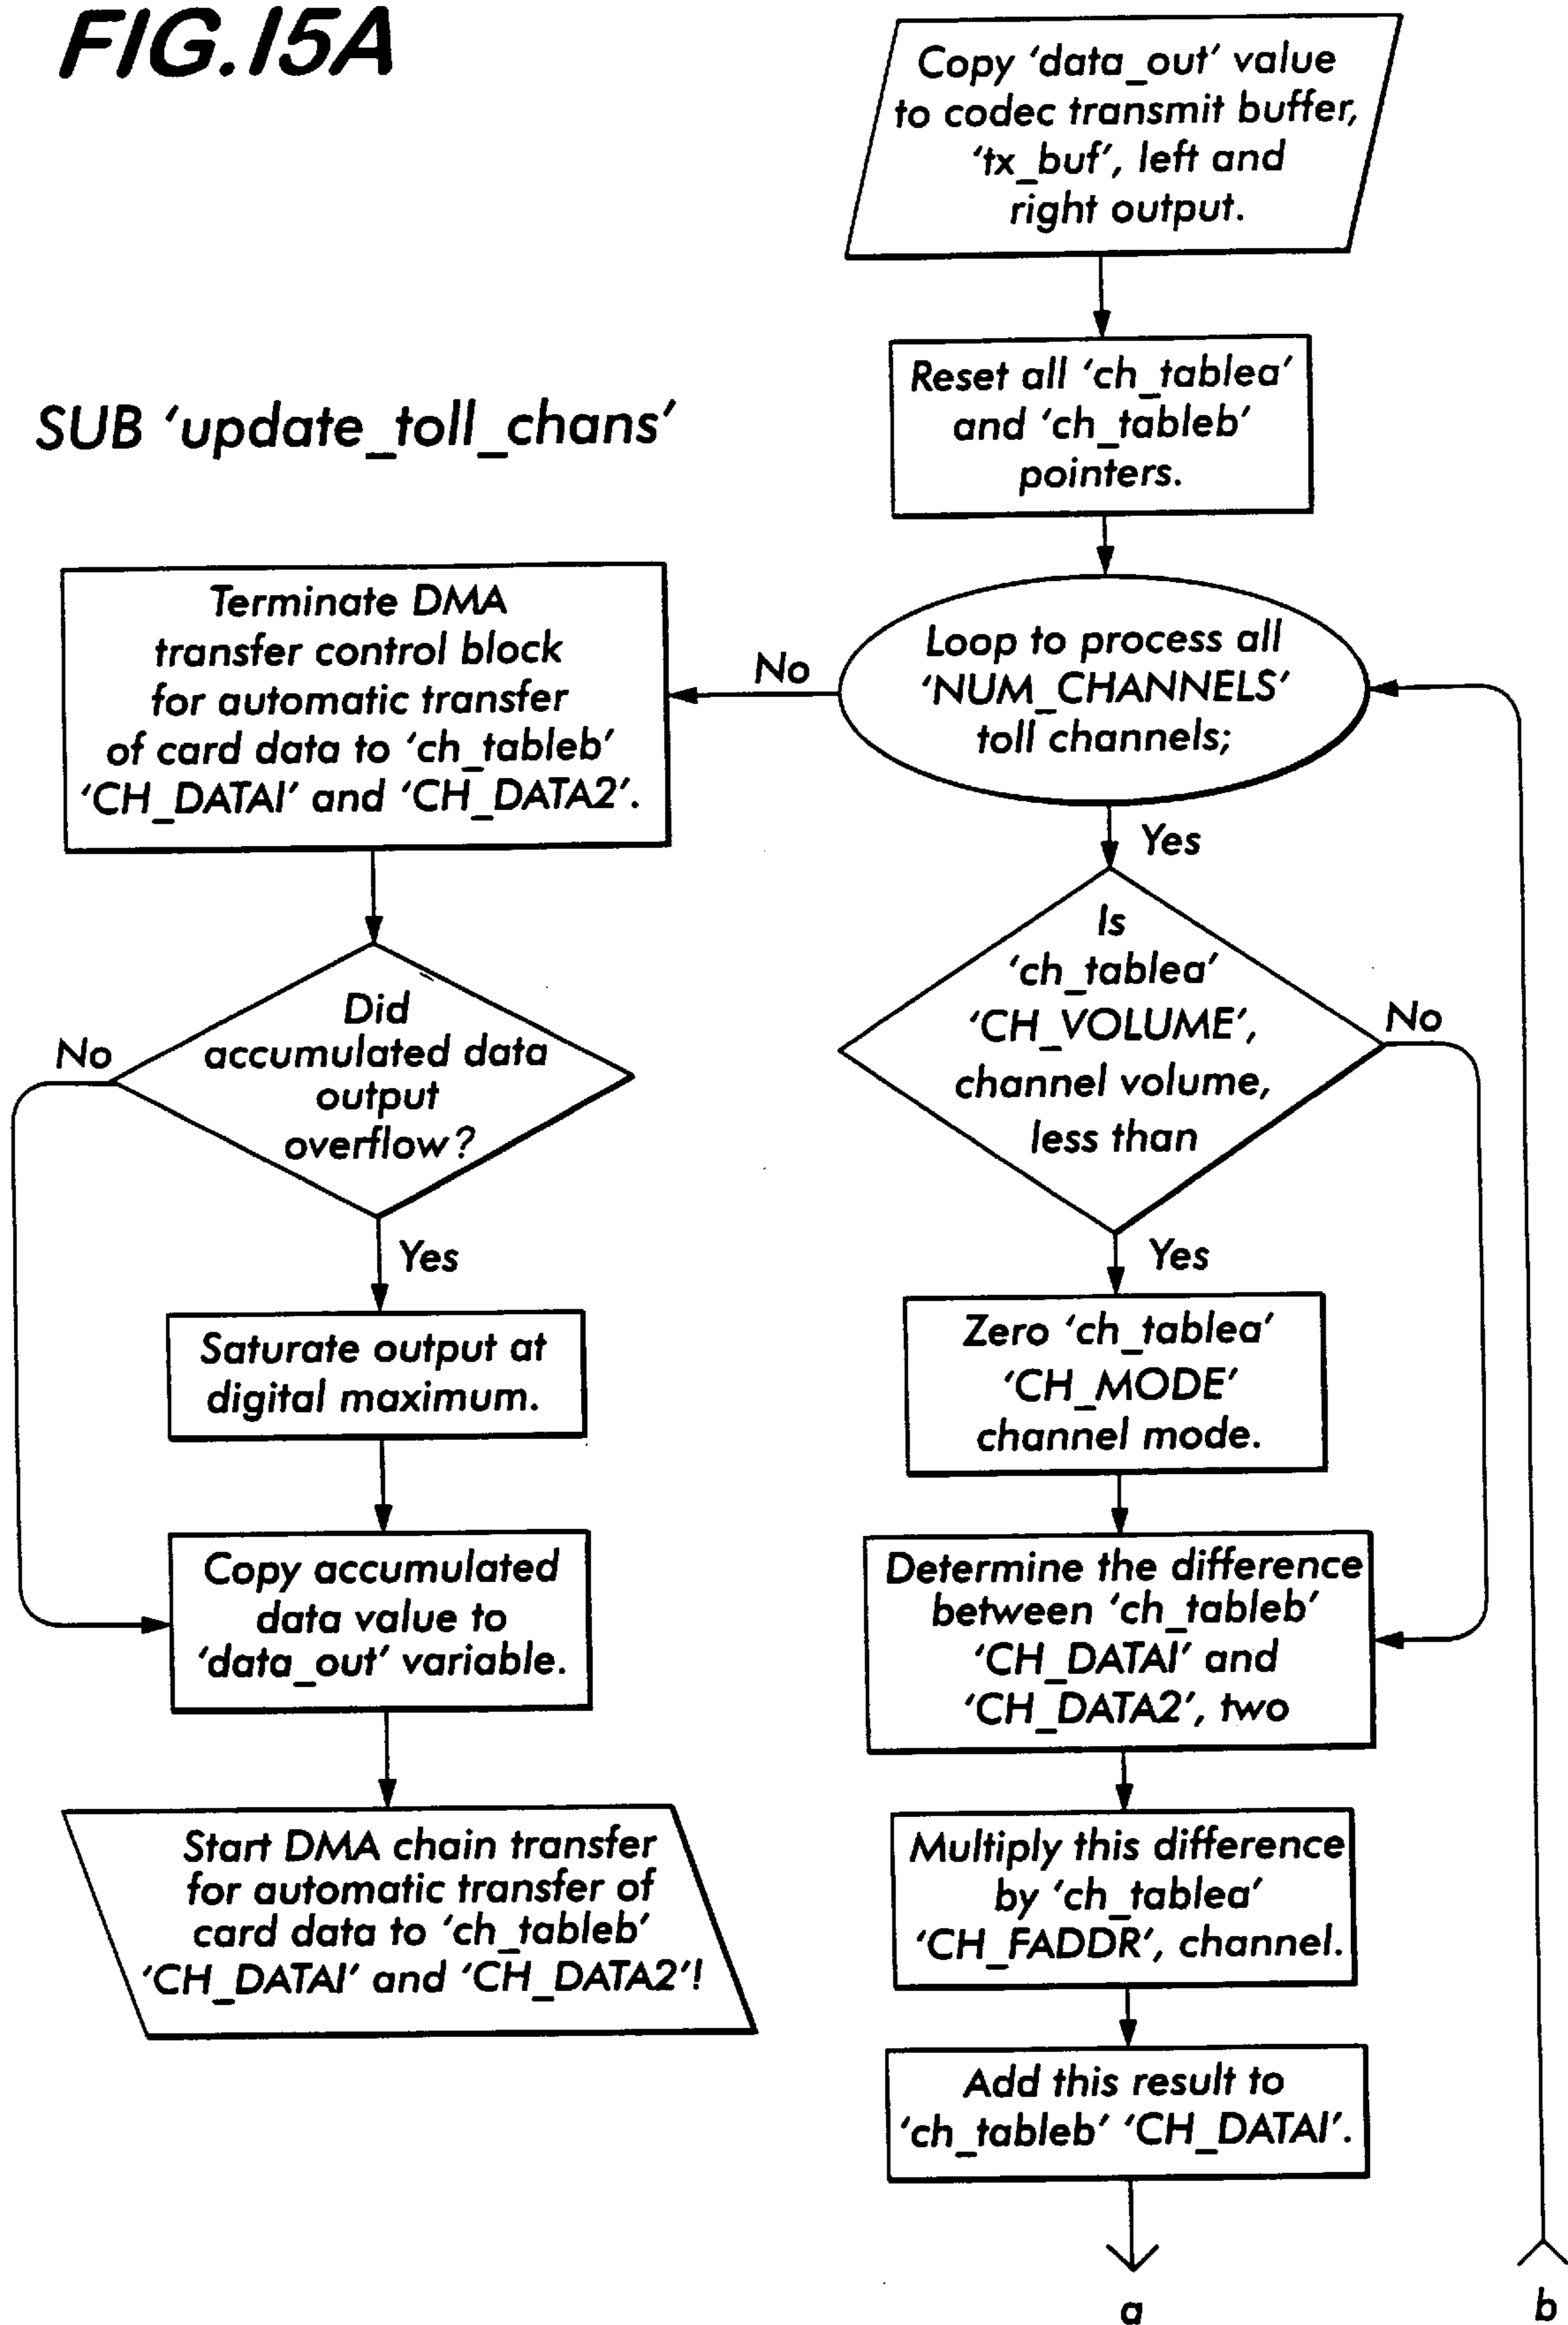 FIG.15A
SUB 'update_toll_chans'
Copy 'data_out' value
to codec transmit buffer,
'tx_buf', left and
right output.
Reset all 'ch_tablea'
and 'ch_tableb'
pointers.
Loop to process all
'NUM_CHANNELS'
toll channels;
No
Yes
Terminate DMA
transfer control block
for automatic transfer
of card data to 'ch_tableb'
'CH_DATA1' and 'CH_DATA2'.
Did
accumulated data
output
overflow?
No
Yes
Saturate output at
digital maximum.
Copy accumulated
data value to
'data_out' variable.
Start DMA chain transfer
for automatic transfer of
card data to 'ch_tableb'
'CH_DATA1' and 'CH_DATA2'!
Is
'ch_tablea'
'CH_VOLUME',
channel volume,
less than
No
Yes
Zero 'ch_tablea'
'CH_MODE'
channel mode.
Determine the difference
between 'ch_tableb'
'CH_DATA1' and
'CH_DATA2', two
Multiply this difference
by 'ch_tablea'
'CH_FADDR', channel.
Add this result to
'ch_tableb' 'CH_DATA1'.
a
b